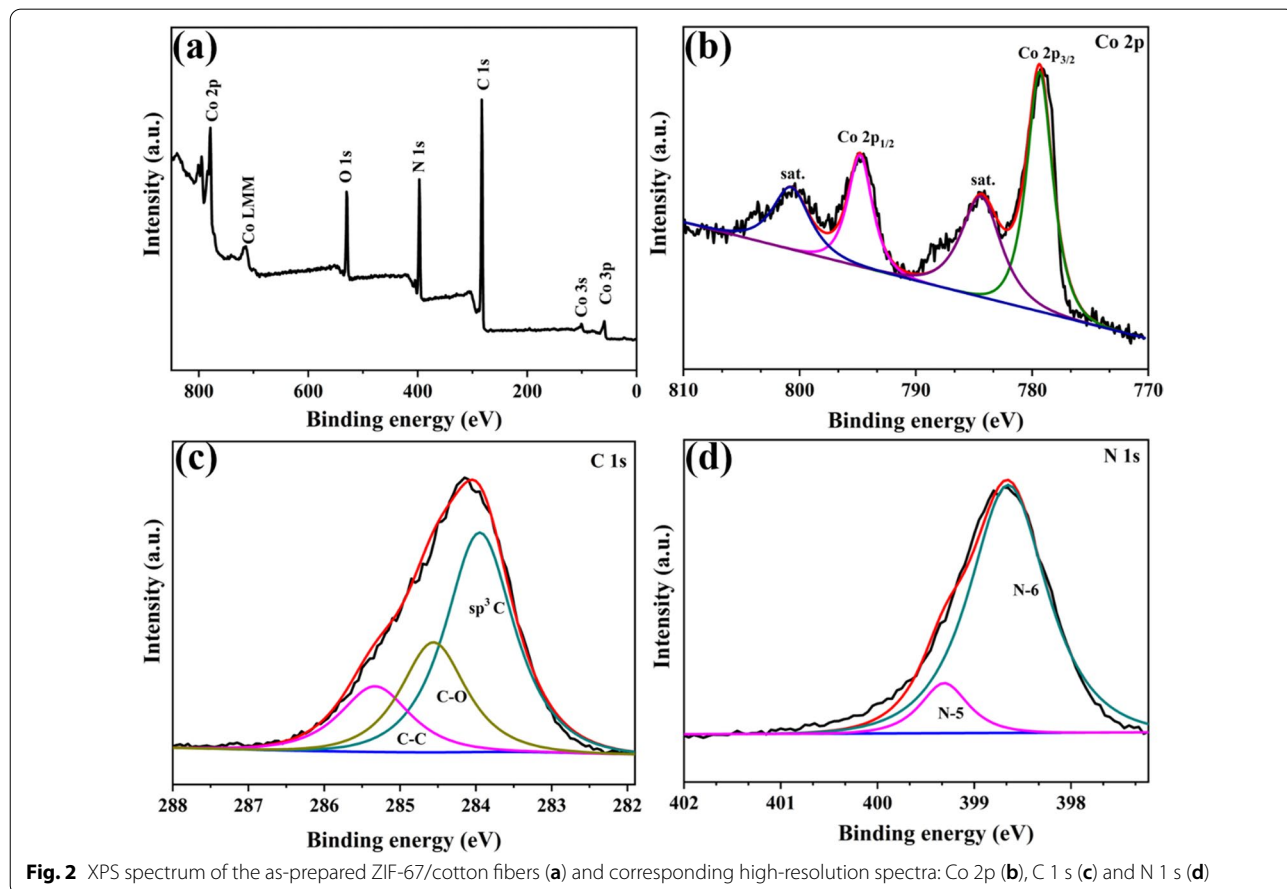 (a)
Co 2p
Co LMM
O 1s
N 1s
C 1s
Co 3s
Co 3p
Intensity (a.u.)
800 600 400 200 0
Binding energy (eV)
(b)
Co 2p
Co 2p3/2
Co 2p1/2
sat.
sat.
Intensity (a.u.)
810 800 790 780 770
Binding energy (eV)
(c)
C 1s
sp³ C
C-O
C-C
Intensity (a.u.)
288 287 286 285 284 283 282
Binding energy (eV)
(d)
N 1s
N-6
N-5
Intensity (a.u.)
402 401 400 399 398
Binding energy (eV)
Fig. 2 XPS spectrum of the as-prepared ZIF-67/cotton fibers (a) and corresponding high-resolution spectra: Co 2p (b), C 1 s (c) and N 1 s (d)